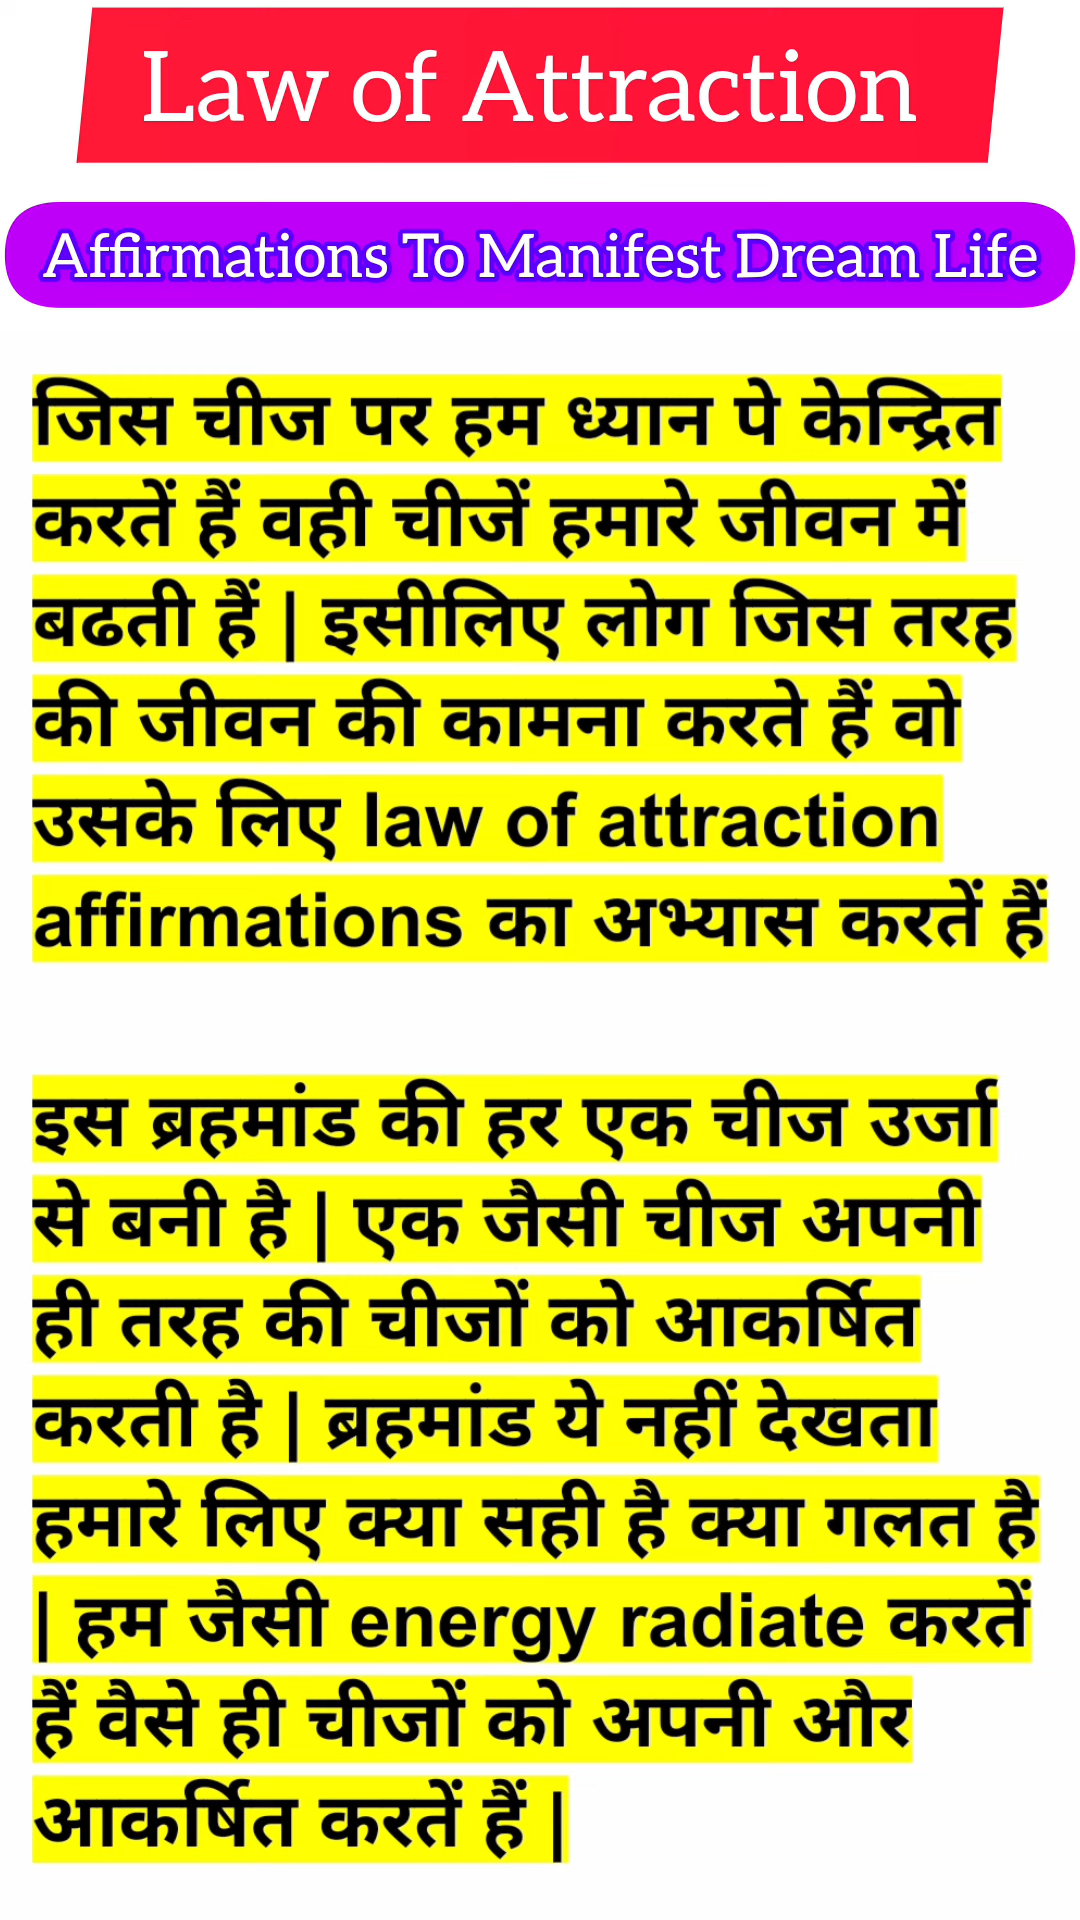 Law of Attraction
Affirmations To Manifest Dream Life
जिस चीज पर हम ध्यान पे केन्द्रित
करतें हैं वही चीजें हमारे जीवन में
बढती हैं | इसीलिए लोग जिस तरह
की जीवन की कामना करते हैं वो
उसके लिए law of attraction
affirmations का अभ्यास करतें हैं
इस ब्रहमांड की हर एक चीज उर्जा
से बनी है | एक जैसी चीज अपनी
ही तरह की चीजों को आकर्षित
करती है | ब्रहमांड ये नहीं देखता
हमारे लिए क्या सही है क्या गलत है
| हम जैसी energy radiate करतें
हैं वैसे ही चीजों को अपनी और
आकर्षित करतें हैं |